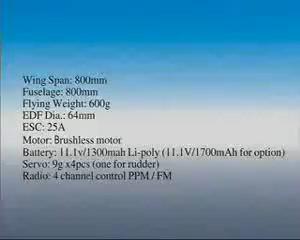 Wing Span: 800mm
Fuselage: 800mm
Flying Weight: 600g
EDF Dia.: 64mm
ESC: 25A
Motor: Brushless motor
Battery: 11.1v/1300mah Li-poly (11.1V/1700mAh for option)
Servo: 9g x4pcs (one for rudder)
Radio: 4 channel control PPM / FM